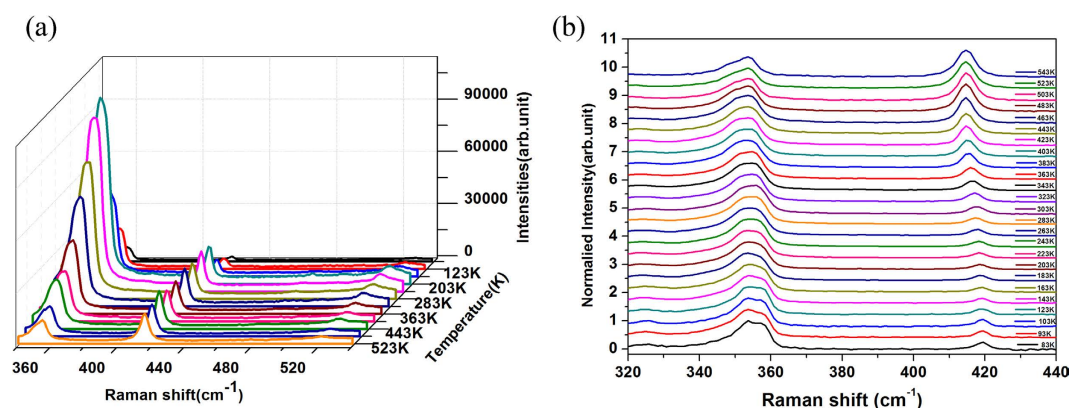 (a)
90000
60000
30000
0
Intensities(arb.unit)
123K
203K
283K
363K
443K
523K
Temperature(K)
360
400
440
480
520
Raman shift(cm-1)
(b)
11
10
9
8
7
6
5
4
3
2
1
0
Normalied Intensity(arb.unit)
543K
523K
503K
483K
463K
443K
423K
403K
383K
363K
343K
323K
303K
283K
263K
243K
223K
203K
183K
163K
143K
123K
103K
93K
83K
320
340
360
380
400
420
440
Raman shift (cm-1)